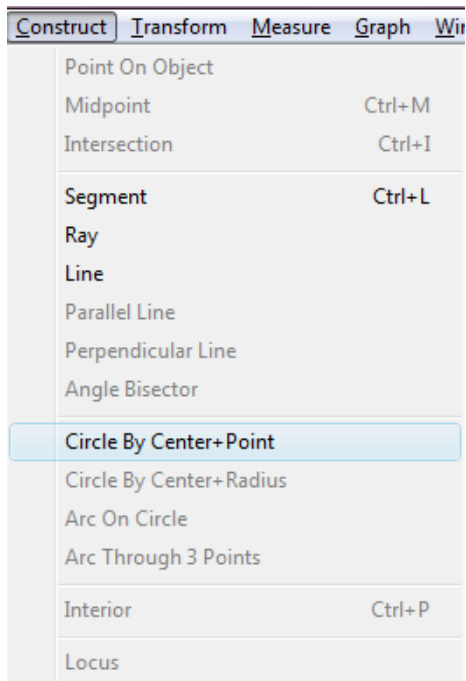 Construct Transform Measure Graph Wi
Point On Object
Midpoint Ctrl+M
Intersection Ctrl+I
Segment Ctrl+L
Ray
Line
Parallel Line
Perpendicular Line
Angle Bisector
Circle By Center+Point
Circle By Center+Radius
Arc On Circle
Arc Through 3 Points
Interior Ctrl+P
Locus